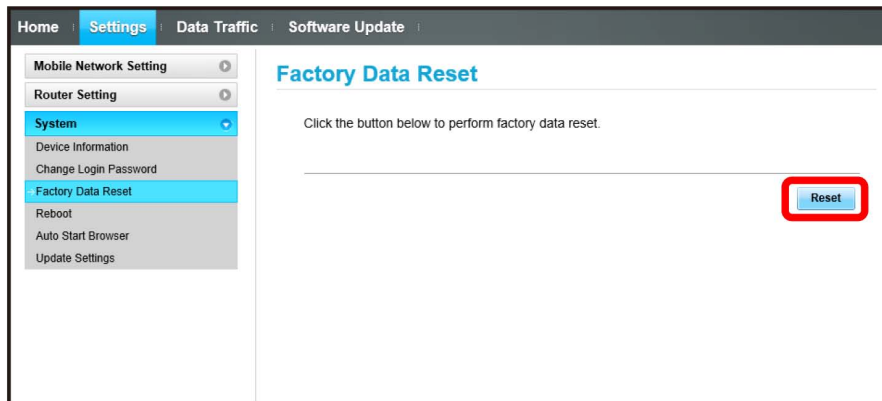 Home Settings Data Traffic Software Update
Mobile Network Setting
Router Setting
System
Device Information
Change Login Password
Factory Data Reset
Reboot
Auto Start Browser
Update Settings
Factory Data Reset
Click the button below to perform factory data reset.
Reset